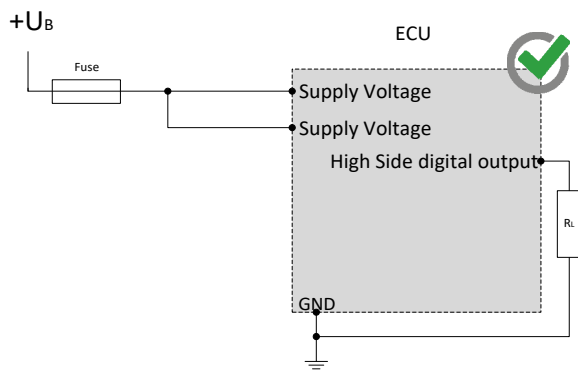 +UB
ECU
Fuse
Supply Voltage
Supply Voltage
High Side digital output
RL
GND